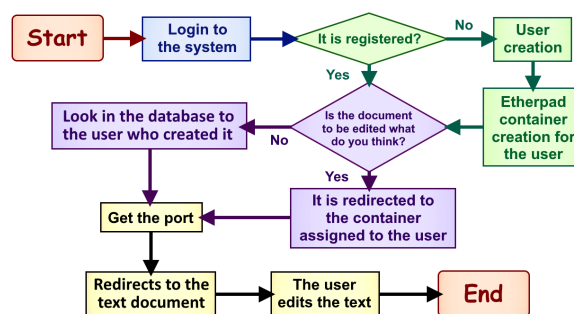 Start
Login to
the system
It is registered?
No
User
creation
Yes
Etherpad
container
creation for
the user
Is the document
to be edited what
do you think?
Look in the database to
the user who created it
No
Yes
It is redirected to
the container
assigned to the user
Get the port
Redirects to the
text document
The user
edits the text
End